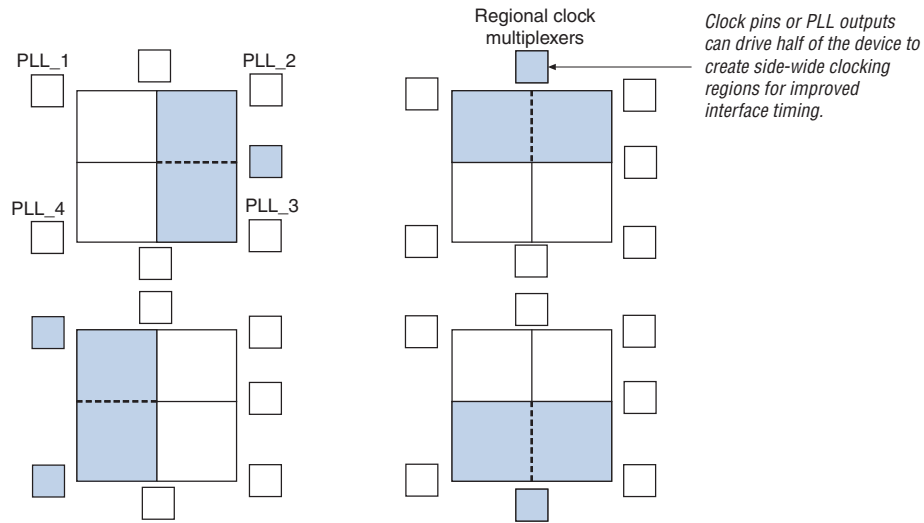 PLL_1
PLL_2
PLL_4
PLL_3
Regional clock
multiplexers
Clock pins or PLL outputs
can drive half of the device to
create side-wide clocking
regions for improved
interface timing.